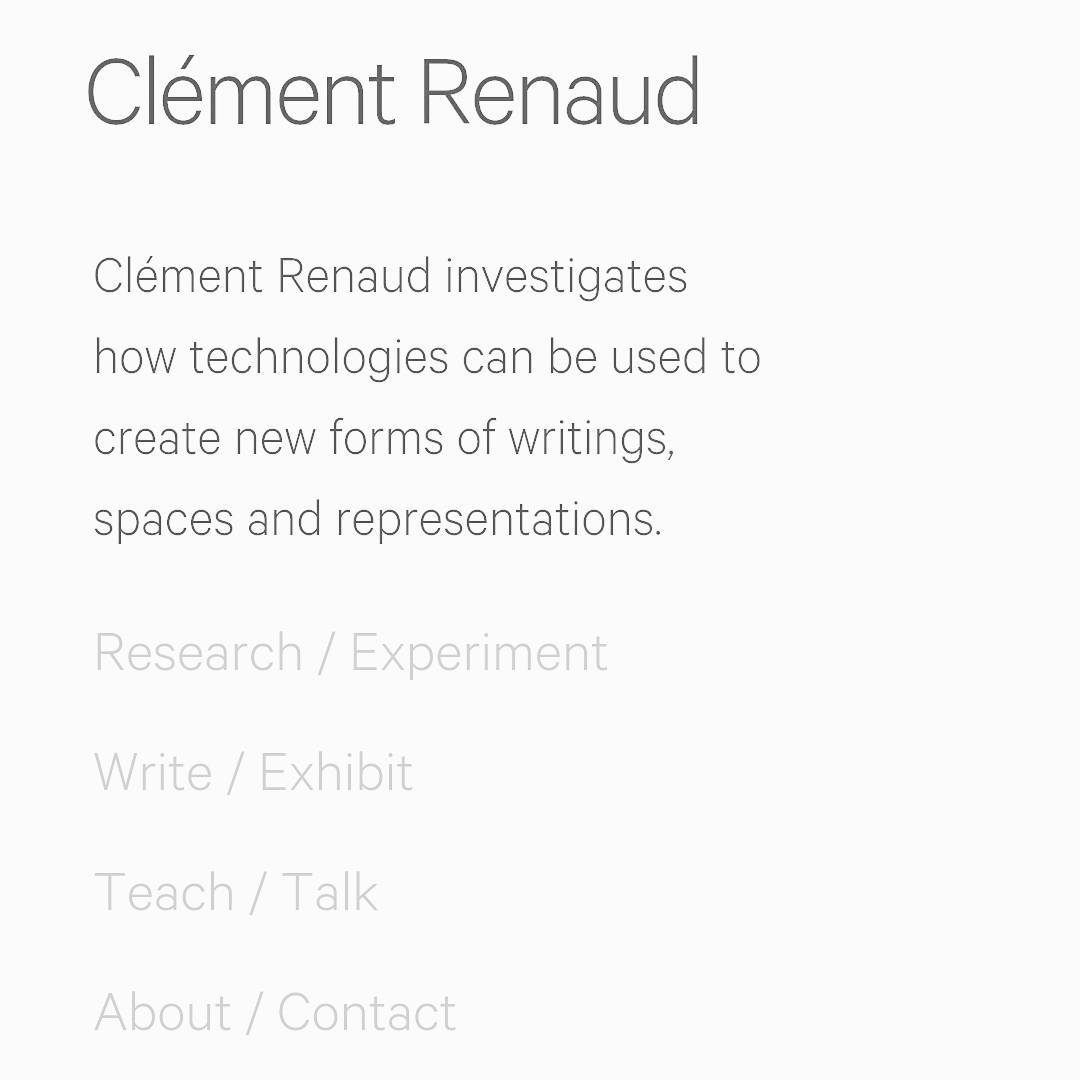 Clément Renaud
Clément Renaud investigates
how technologies can be used to
create new forms of writings,
spaces and representations.
Research / Experiment
Write / Exhibit
Teach / Talk
About / Contact